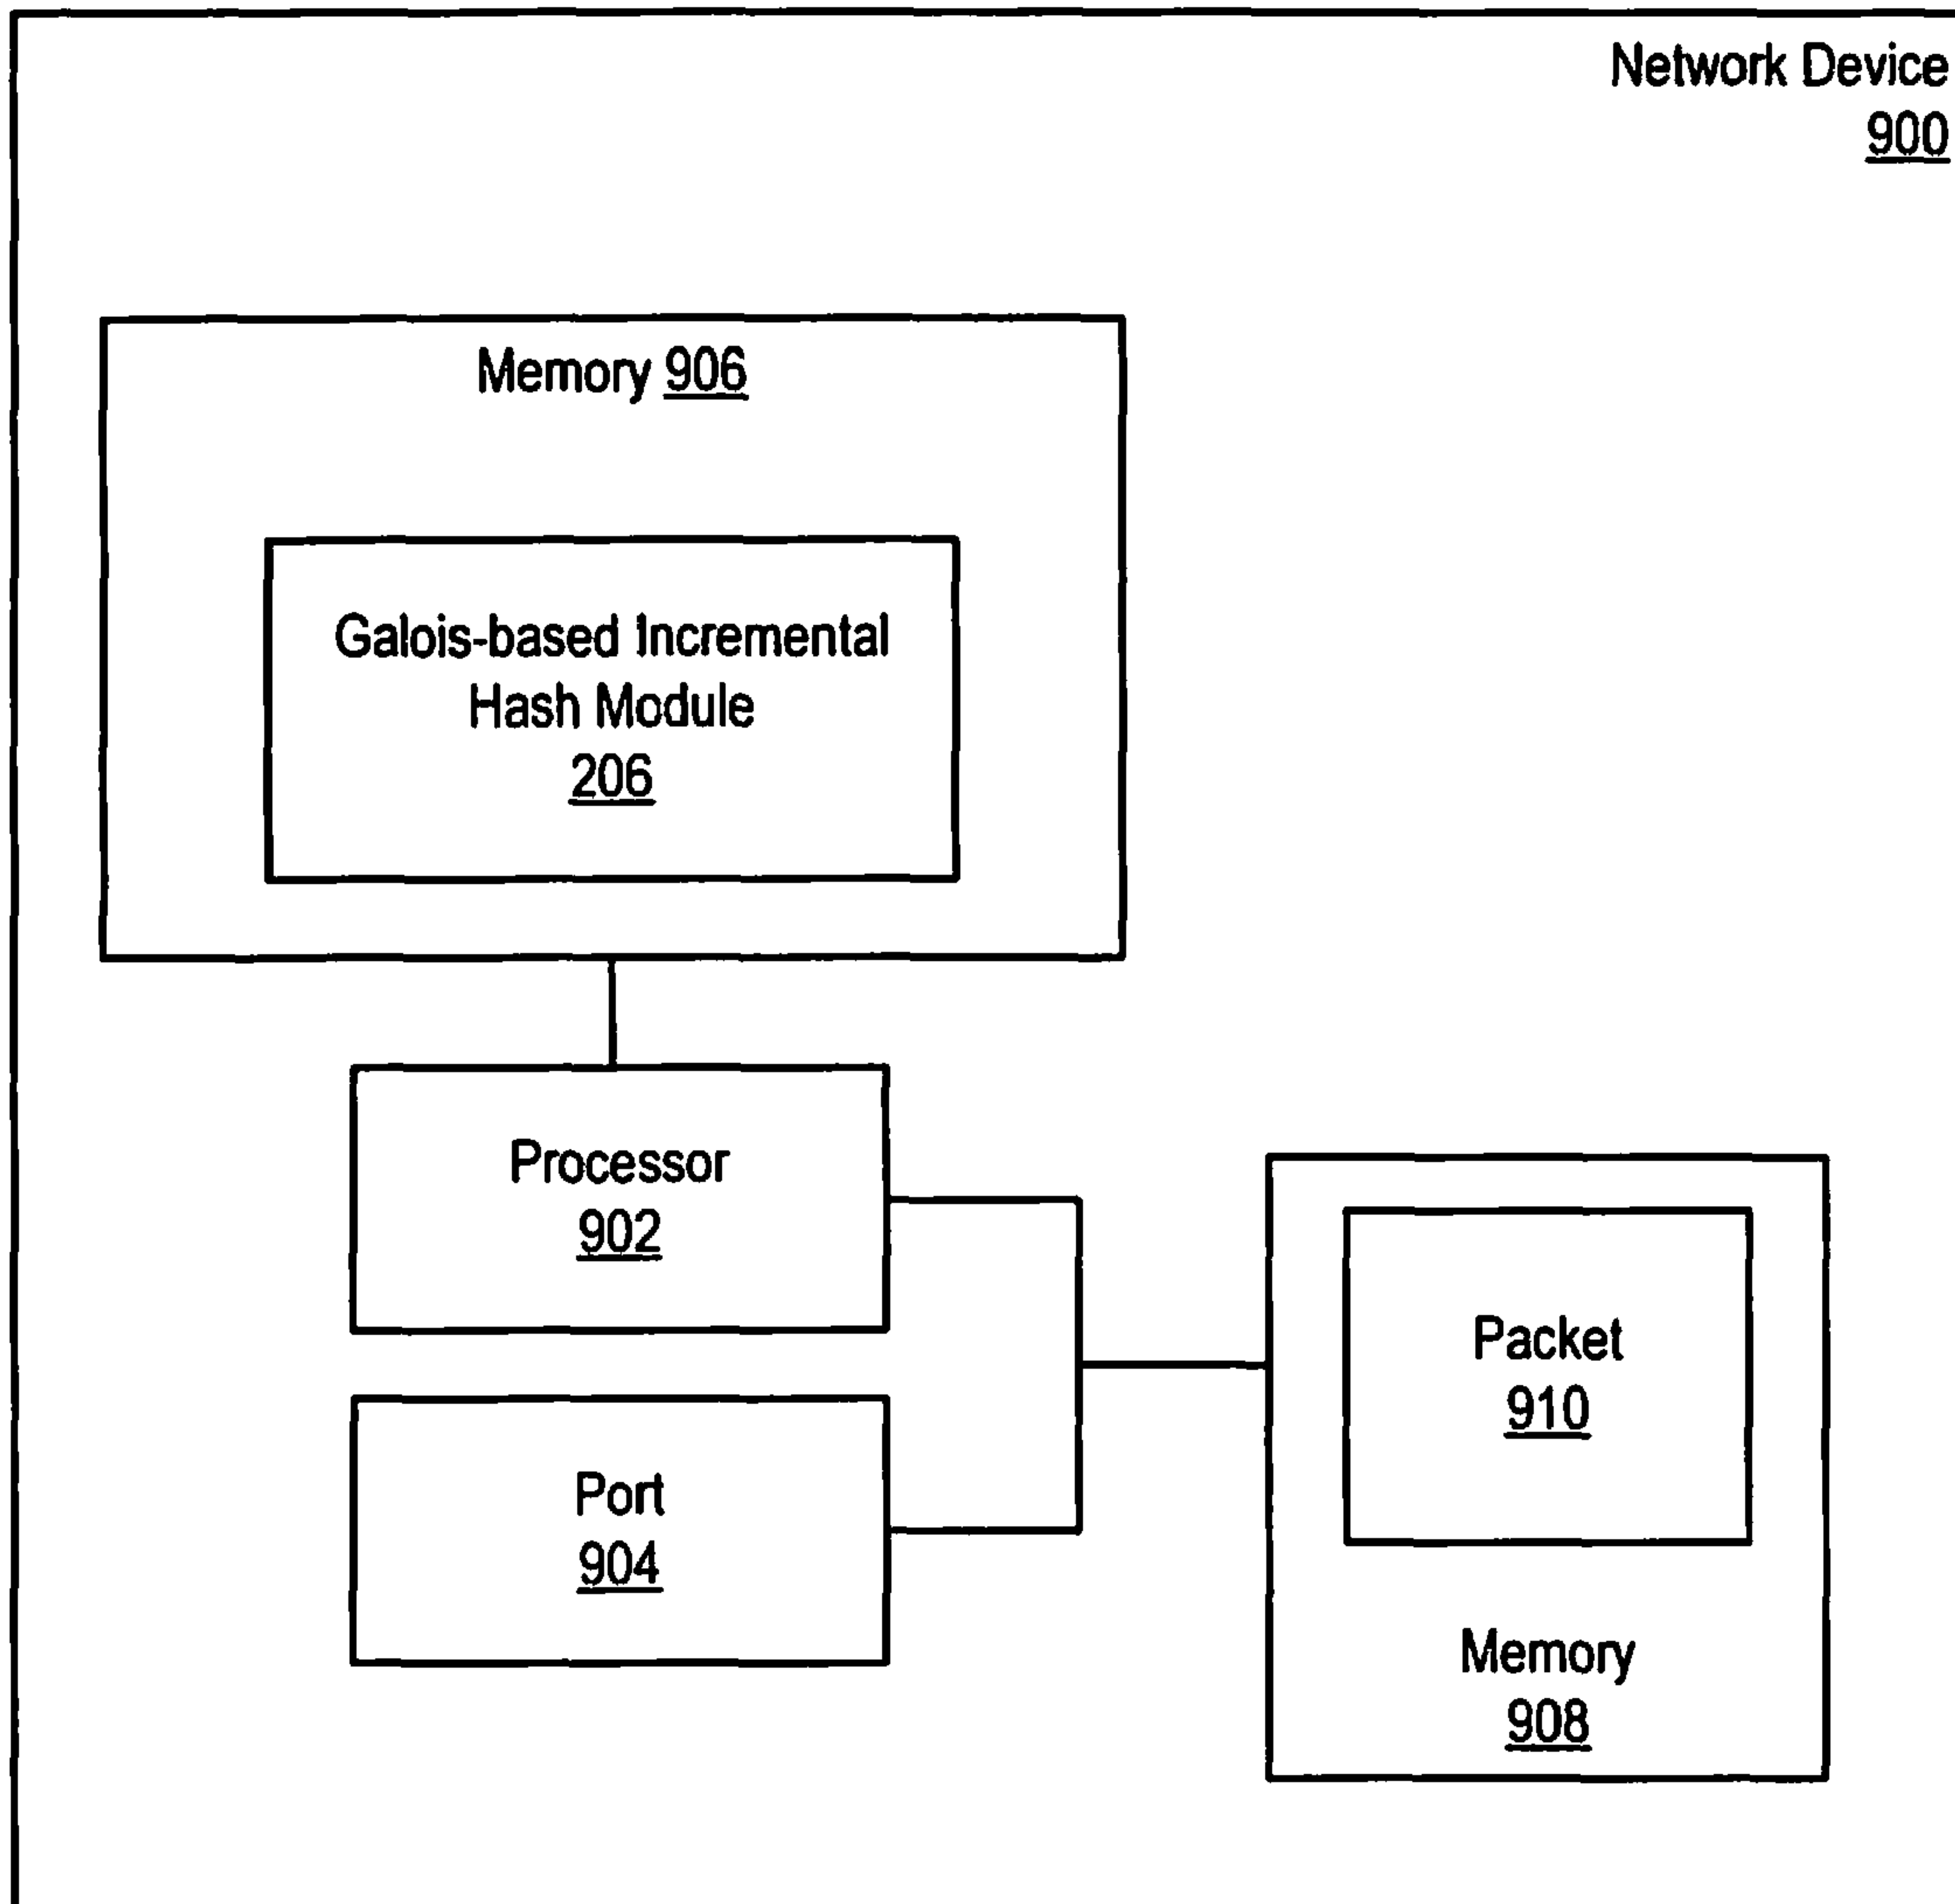 Network Device
900
Memory 906
Galois-based Incremental
Hash Module
206
Processor
902
Packet
910
Port
904
Memory
908